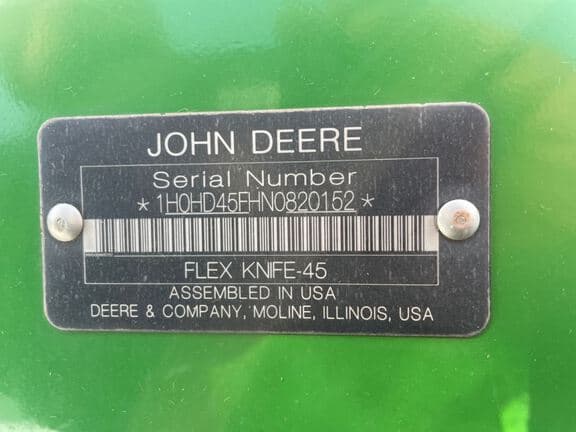 JOHN DEERE
Serial Number
*1H0HD45FHN0820152*
FLEX KNIFE-45
ASSEMBLED IN USA
DEERE & COMPANY, MOLINE, ILLINOIS, USA